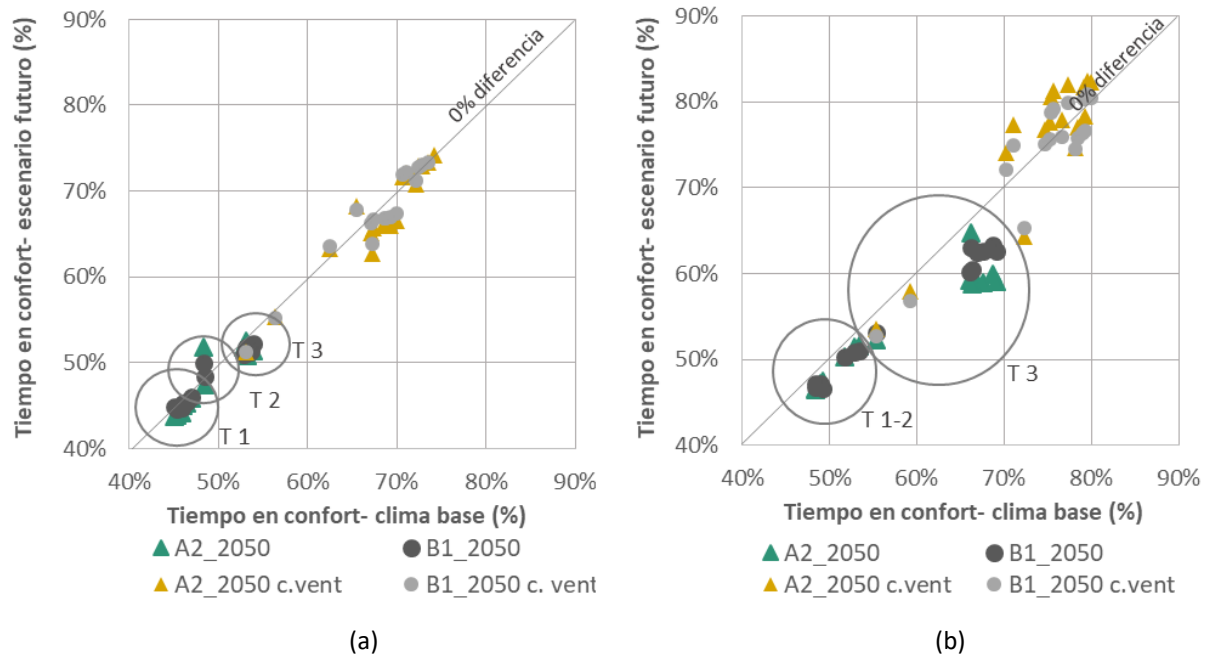 Tiempo en confort- escenario futuro (%)
90%
80%
70%
60%
50%
40%
0% diferencia
T 3
T 2
T 1
40% 50% 60% 70% 80% 90%
Tiempo en confort- clima base (%)
A2_2050 B1_2050
A2_2050 c.vent B1_2050 c. vent
(a)
Tiempo en confort- escenario futuro (%)
90%
80%
70%
60%
50%
40%
0% diferencia
T 3
T 1-2
40% 50% 60% 70% 80% 90%
Tiempo en confort- clima base (%)
A2_2050 B1_2050
A2_2050 c.vent B1_2050 c. vent
(b)